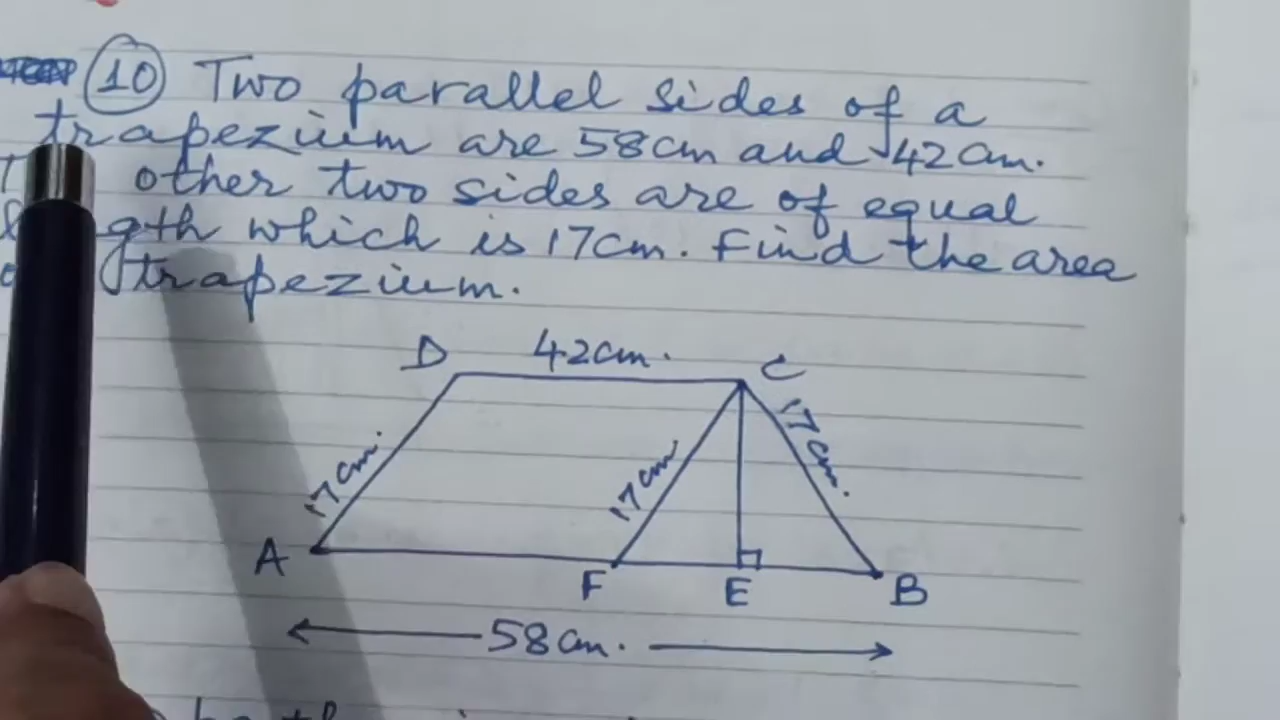 10 Two parallel sides of a
trapezium are 58cm and 42cm.
other two sides are of equal
gth which is 17cm. Find the area
trapezium.
D 42cm. C
17cm. 17cm 17cm.
A F E B
58cm.